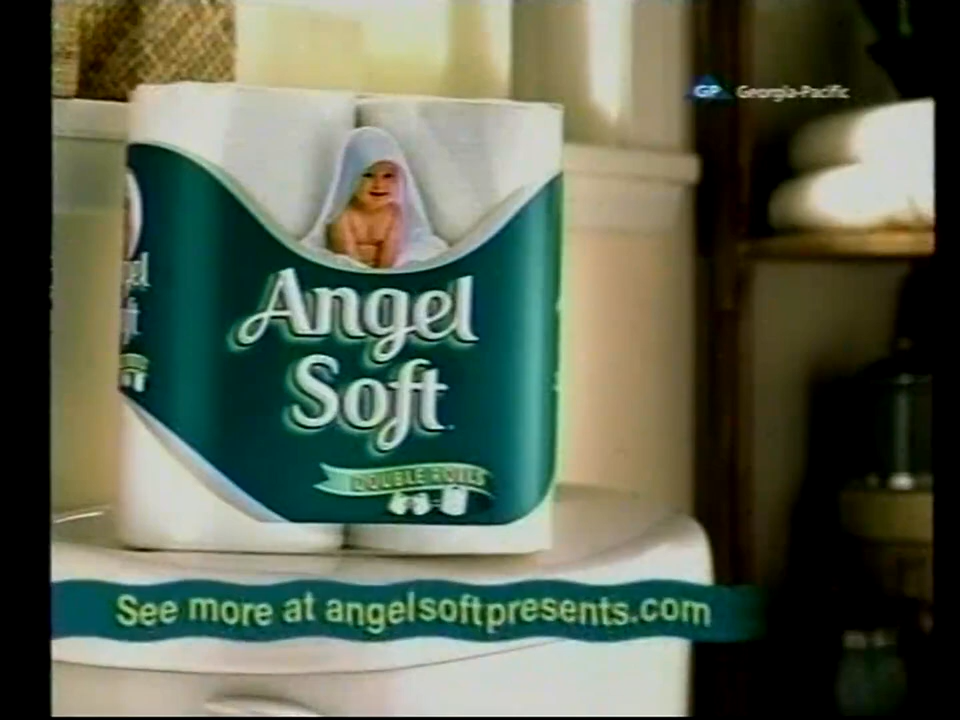 GP Georgia-Pacific
Angel
Soft
DOUBLE ROLLS
See more at angelsoftpresents.com